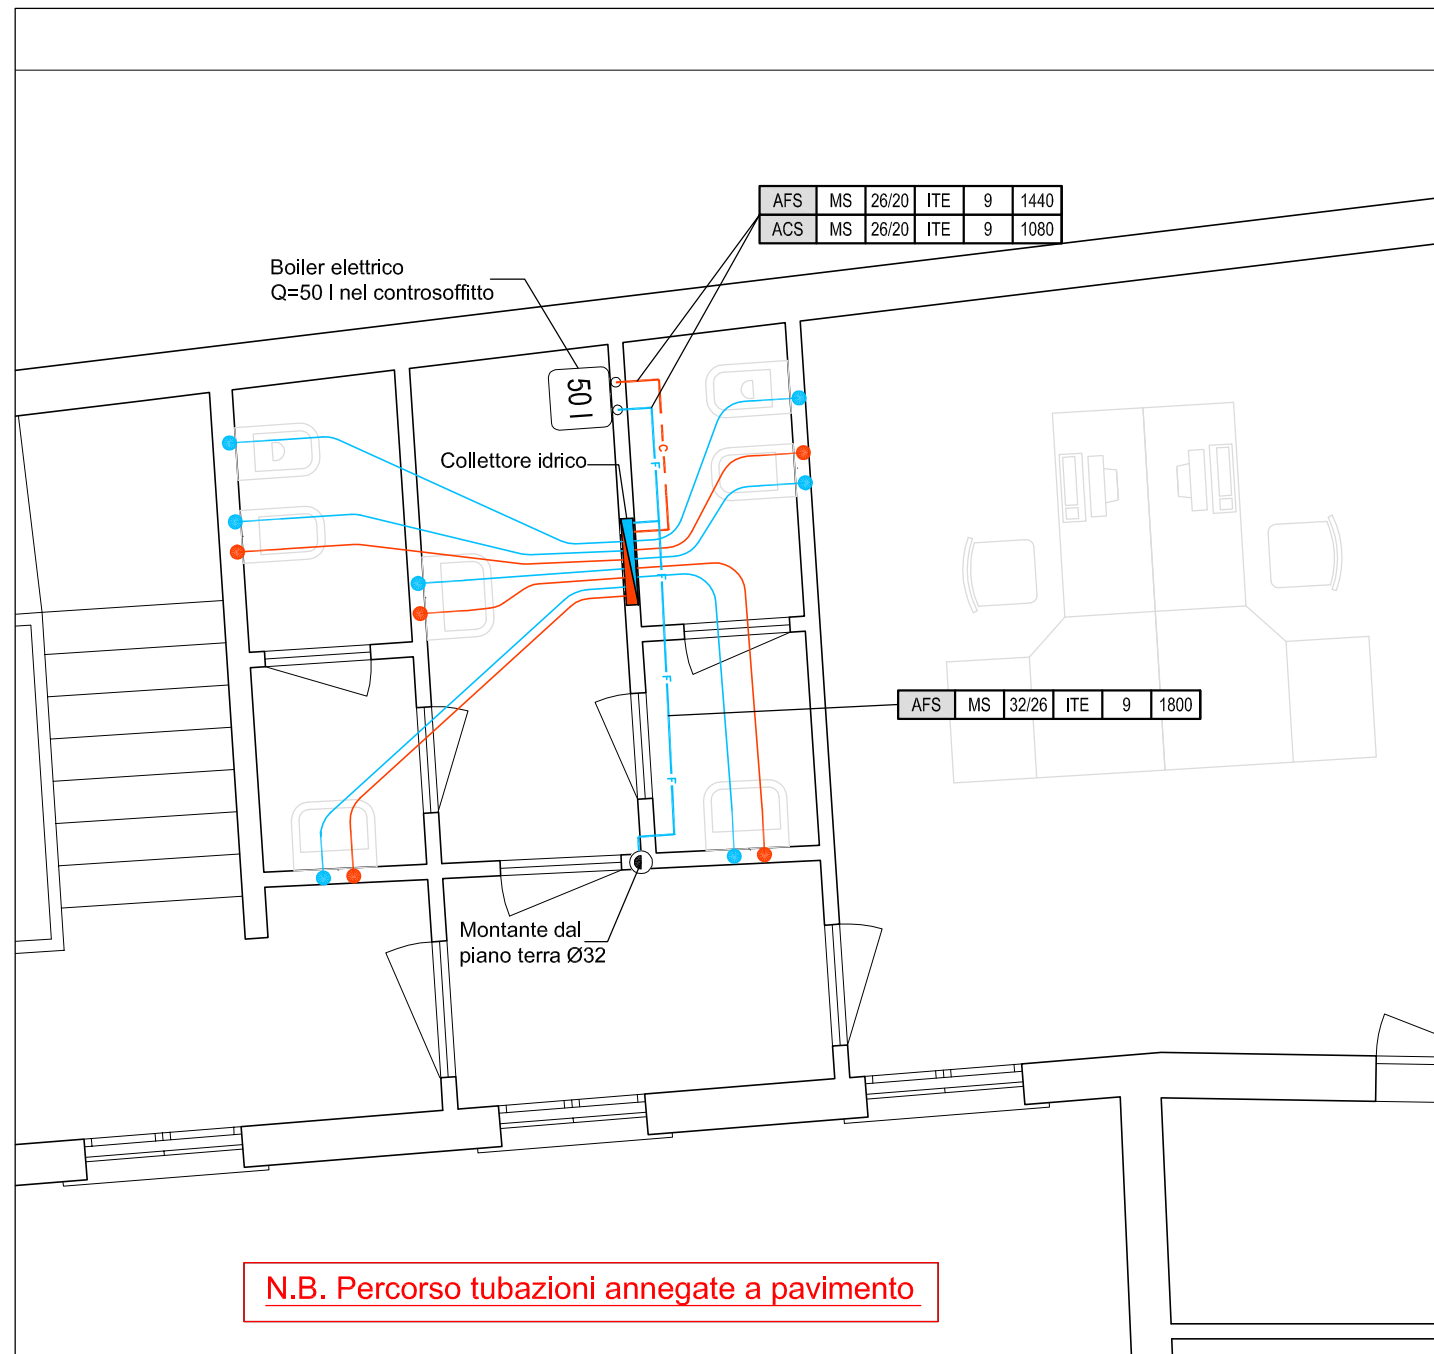 AFS MS 26/20 ITE 9 1440
ACS MS 26/20 ITE 9 1080
Boiler elettrico
Q=50 l nel controsoffitto
50 l
Collettore idrico
C
F
F
F
F
AFS MS 32/26 ITE 9 1800
Montante dal
piano terra Ø32
N.B. Percorso tubazioni annegate a pavimento